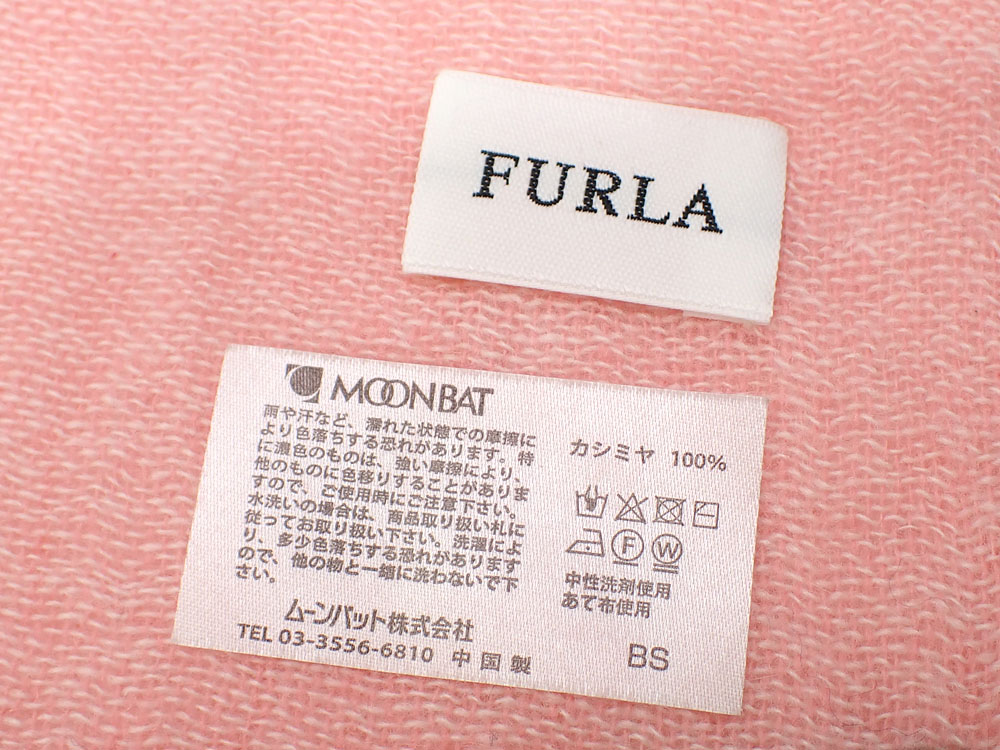 FURLA
MOONBAT
雨や汗など、濡れた状態での摩擦に
より色落ちする恐れがあります。特
に濃色のものは、強い摩擦により、
他のものに色移りすることがありま
すので、ご使用時にご注意下さい。
水洗いの場合は、商品取り扱い札に
従ってお取り扱い下さい。洗濯によ
り、多少色落ちする恐れがあります
ので、他の物と一緒に洗わないで下
さい。
ムーンバット株式会社
TEL 03-3556-6810 中国製
カシミヤ 100%
F W
中性洗剤使用
あて布使用
BS